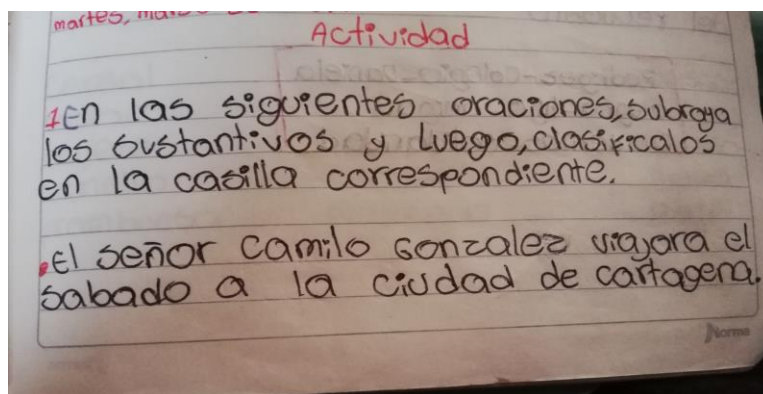 martes,
Actividad
1En las siguientes oraciones, subraya
los sustantivos y luego, clasificalos
en la casilla correspondiente.
.El señor camilo Gonzalez viajara el
sabado a la ciudad de cartagena.
Norma